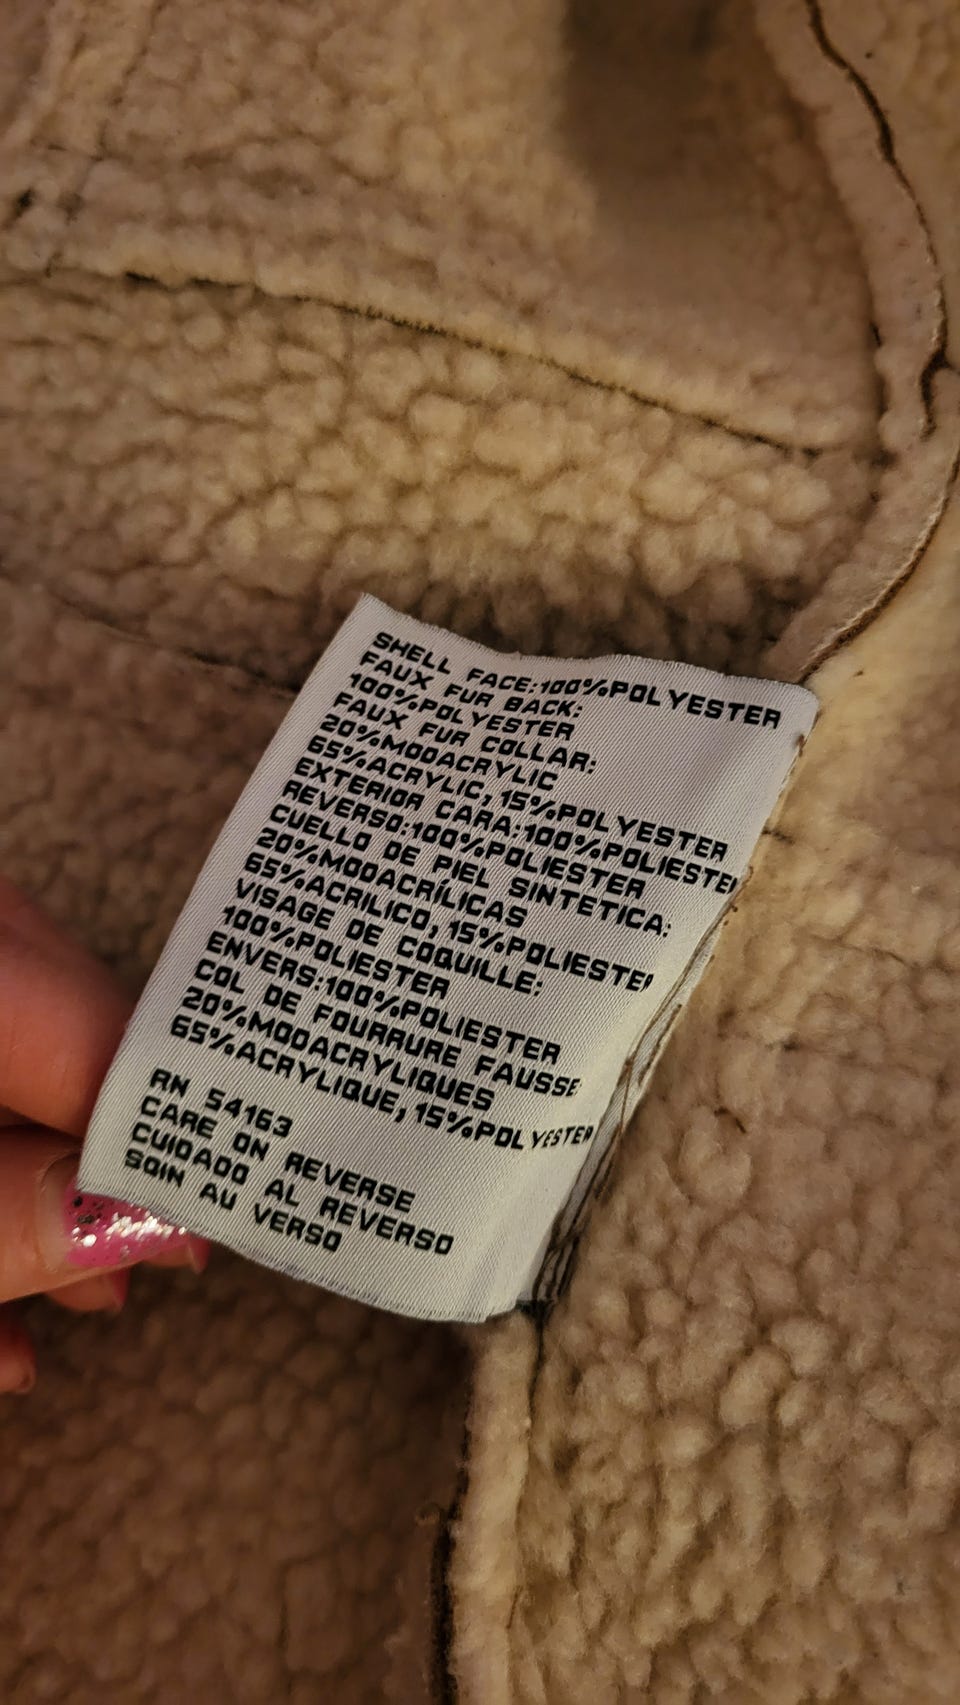 SHELL FACE:100%POLYESTER
FAUX FUR BACK:
100%POLYESTER
FAUX FUR COLLAR:
20%MODACRYLIC
65%ACRYLIC,15%POLYESTER
EXTERIOR CARA:100%POLIESTER
REVERSO:100%POLIESTER
CUELLO DE PIEL SINTETICA:
20%MODACRÍLICAS
65%ACRILICO,15%POLIESTER
VISAGE DE COQUILLE:
100%POLIESTER
ENVERS:100%POLIESTER
COL DE FOURRURE FAUSSE
20%MODACRYLIQUES
65%ACRYLIQUE,15%POLYESTER
RN 54163
CARE ON REVERSE
CUIDADO AL REVERSO
SOIN AU VERSO